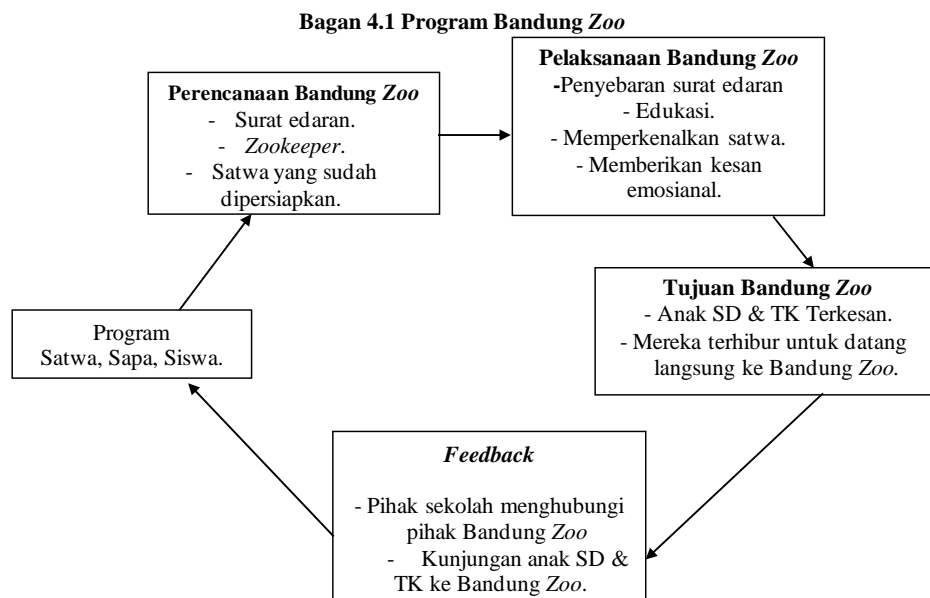 Bagan 4.1 Program Bandung Zoo
Perencanaan Bandung Zoo
- Surat edaran.
- Zookeeper.
- Satwa yang sudah
dipersiapkan.
Pelaksanaan Bandung Zoo
-Penyebaran surat edaran
- Edukasi.
- Memperkenalkan satwa.
- Memberikan kesan
emosianal.
Tujuan Bandung Zoo
- Anak SD & TK Terkesan.
- Mereka terhibur untuk datang
langsung ke Bandung Zoo.
Feedback
- Pihak sekolah menghubungi
pihak Bandung Zoo
- Kunjungan anak SD &
TK ke Bandung Zoo.
Program
Satwa, Sapa, Siswa.